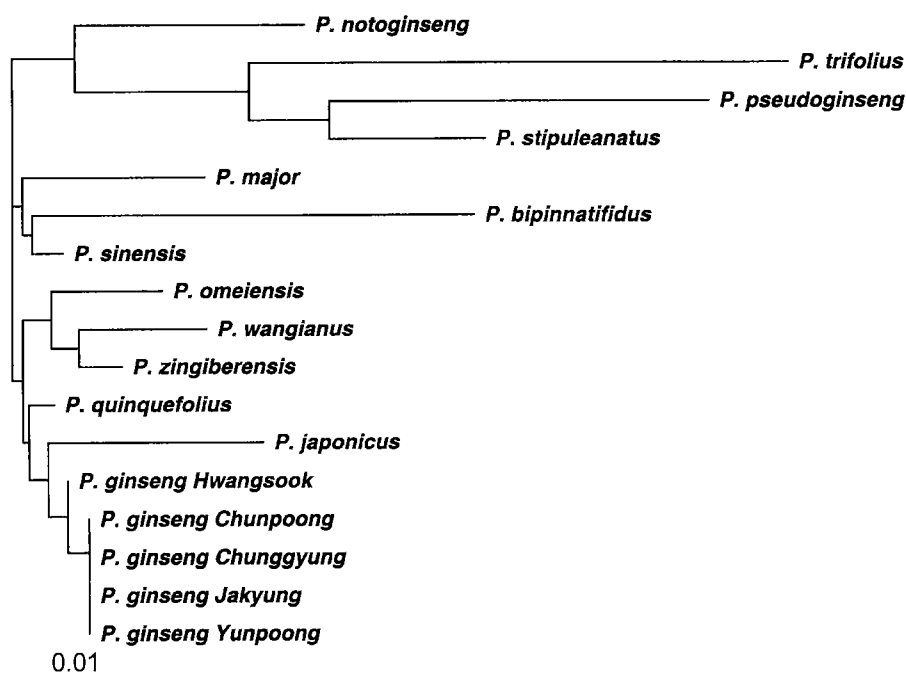 P. notoginseng
P. trifolius
P. pseudoginseng
P. stipuleanatus
P. major
P. bipinnatifidus
P. sinensis
P. omeiensis
P. wangianus
P. zingiberensis
P. quinquefolius
P. japonicus
P. ginseng Hwangsook
P. ginseng Chunpoong
P. ginseng Chunggyung
P. ginseng Jakyung
P. ginseng Yunpoong
0.01